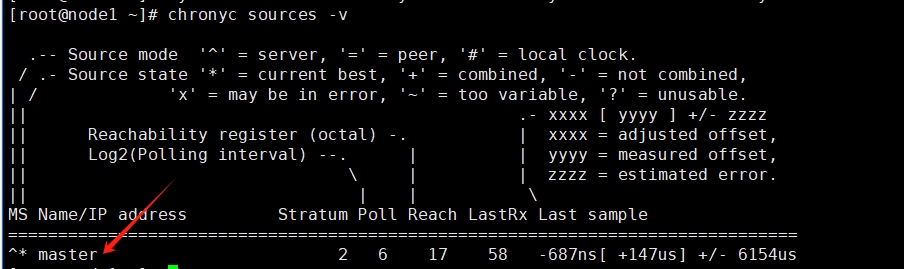 [root@node1 ~]# chronyc sources -v
.-- Source mode '^' = server, '=' = peer, '#' = local clock.
/ .- Source state '*' = current best, '+' = combined, '-' = not combined,
| / 'x' = may be in error, '~' = too variable, '?' = unusable.
|| .- xxxx [ yyyy ] +/- zzzz
|| Reachability register (octal) -. | xxxx = adjusted offset,
|| Log2(Polling interval) --. | | yyyy = measured offset,
|| \ | | zzzz = estimated error.
|| | | \
MS Name/IP address Stratum Poll Reach LastRx Last sample
===============================================================================
^* master 2 6 17 58 -687ns[ +147us] +/- 6154us